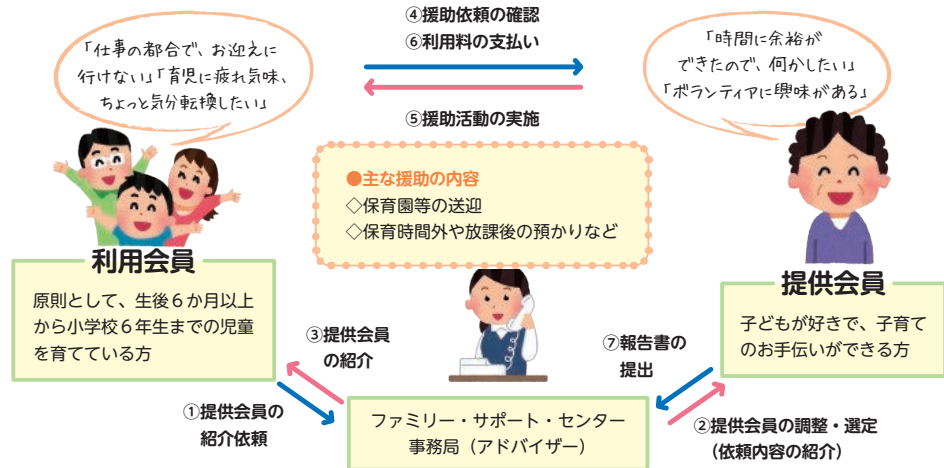 ④援助依頼の確認
⑥利用料の支払い
「仕事の都合で、お迎えに
行けない」「育児に疲れ気味、
ちょっと気分転換したい」
「時間に余裕が
できたので、何かしたい」
「ボランティアに興味がある」
⑤援助活動の実施
●主な援助の内容
◇保育園等の送迎
◇保育時間外や放課後の預かりなど
利用会員
原則として、生後６か月以上
から小学校６年生までの児童
を育てている方
提供会員
子どもが好きで、子育て
のお手伝いができる方
③提供会員
の紹介
⑦報告書の
提出
①提供会員の
紹介依頼
ファミリー・サポート・センター
事務局（アドバイザー）
②提供会員の調整・選定
（依頼内容の紹介）